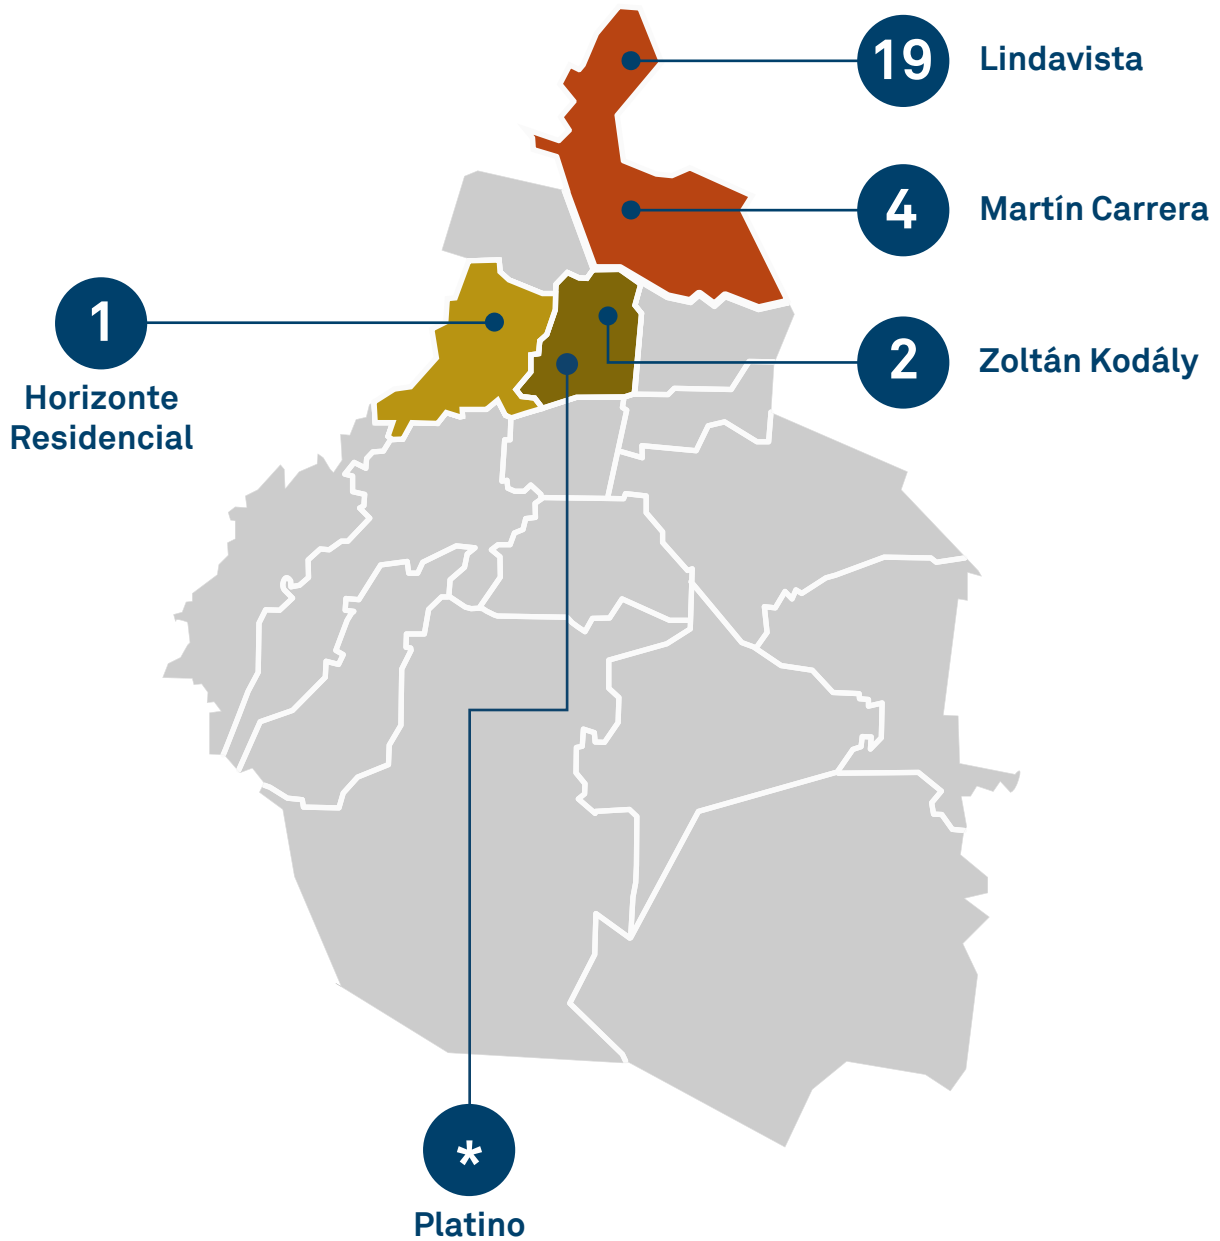 19
Lindavista
4
Martín Carrera
1
Horizonte
Residencial
2
Zoltán Kodály
*
Platino